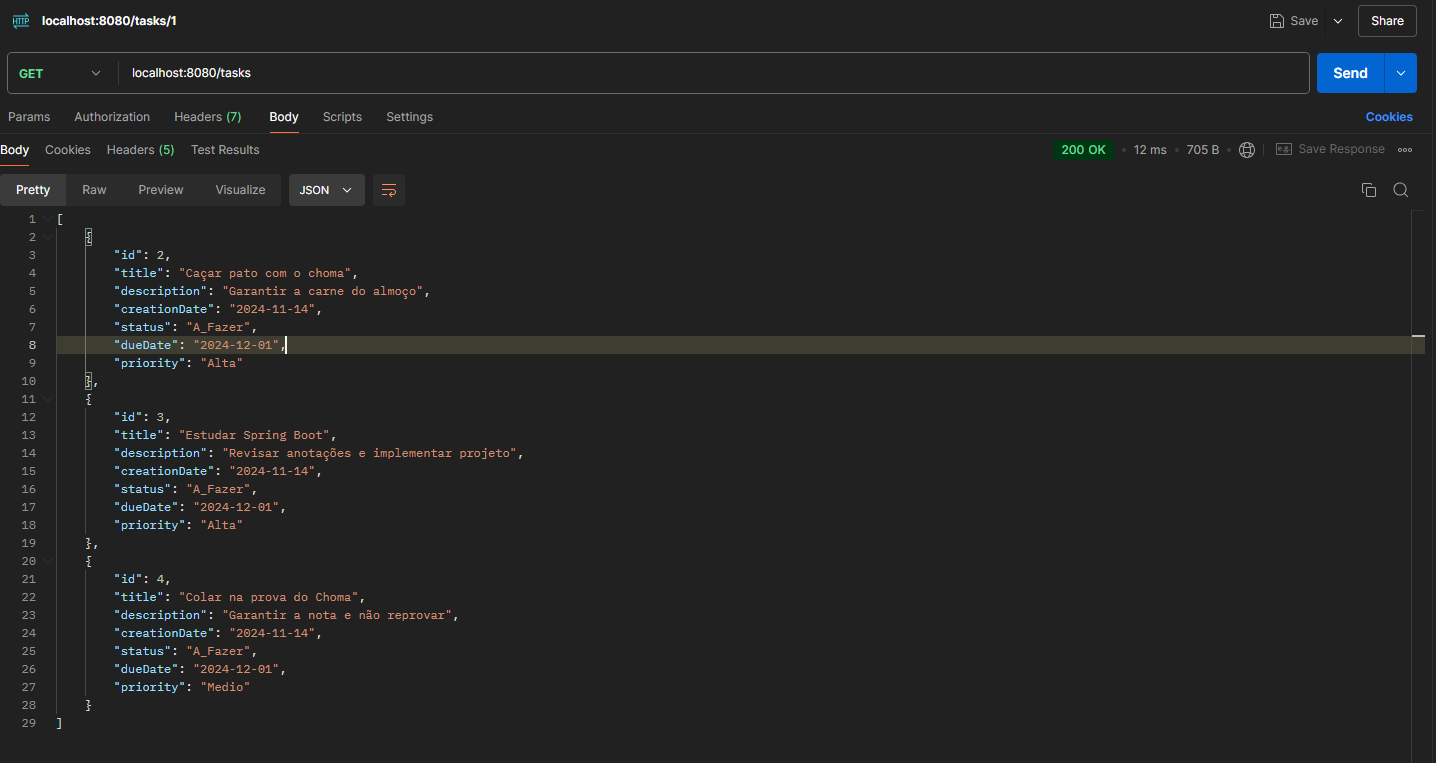 HTTP localhost:8080/tasks/1 Save Share
GET localhost:8080/tasks Send
Params Authorization Headers (7) Body Scripts Settings Cookies
Body Cookies Headers (5) Test Results 200 OK • 12 ms • 705 B • e.g. Save Response
Pretty Raw Preview Visualize JSON
1 [
2 {
3 "id": 2,
4 "title": "Caçar pato com o choma",
5 "description": "Garantir a carne do almoço",
6 "creationDate": "2024-11-14",
7 "status": "A_Fazer",
8 "dueDate": "2024-12-01",
9 "priority": "Alta"
10 },
11 {
12 "id": 3,
13 "title": "Estudar Spring Boot",
14 "description": "Revisar anotações e implementar projeto",
15 "creationDate": "2024-11-14",
16 "status": "A_Fazer",
17 "dueDate": "2024-12-01",
18 "priority": "Alta"
19 },
20 {
21 "id": 4,
22 "title": "Colar na prova do Choma",
23 "description": "Garantir a nota e não reprovar",
24 "creationDate": "2024-11-14",
25 "status": "A_Fazer",
26 "dueDate": "2024-12-01",
27 "priority": "Medio"
28 }
29 ]